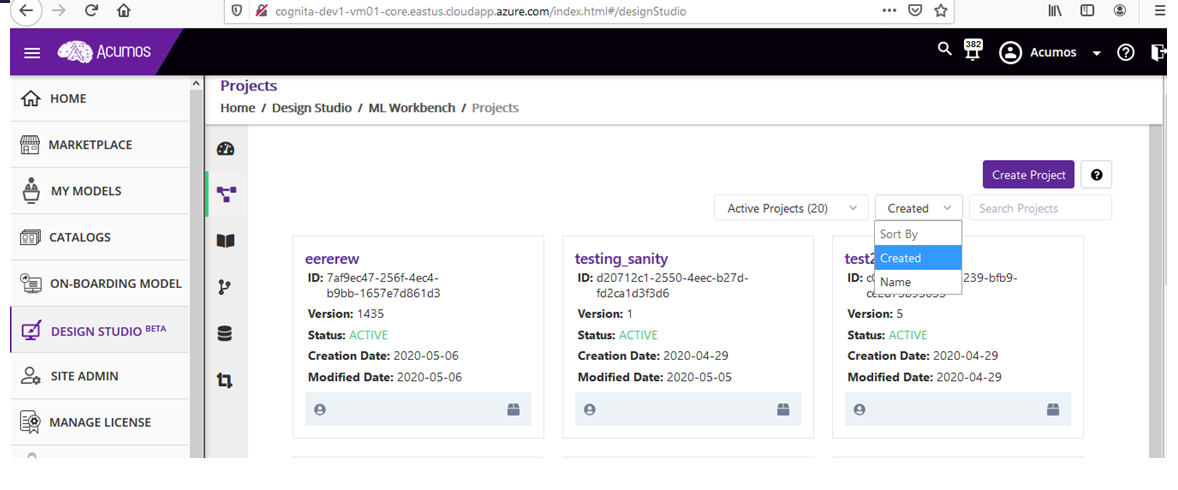 cognita-dev1-vm01-core.eastus.cloudapp.azure.com/index.html#/designStudio
Acumos
382
Acumos
HOME
MARKETPLACE
MY MODELS
CATALOGS
ON-BOARDING MODEL
DESIGN STUDIO BETA
SITE ADMIN
MANAGE LICENSE
Projects
Home / Design Studio / ML Workbench / Projects
Create Project
Active Projects (20)
Created
Search Projects
Sort By
Created
Name
eererew
ID: 7af9ec47-256f-4ec4-
b9bb-1657e7d861d3
Version: 1435
Status: ACTIVE
Creation Date: 2020-05-06
Modified Date: 2020-05-06
testing_sanity
ID: d20712c1-2550-4eec-b27d-
fd2ca1d3f3d6
Version: 1
Status: ACTIVE
Creation Date: 2020-04-29
Modified Date: 2020-05-05
ID:
239-bfb9-
Version: 5
Status: ACTIVE
Creation Date: 2020-04-29
Modified Date: 2020-04-29